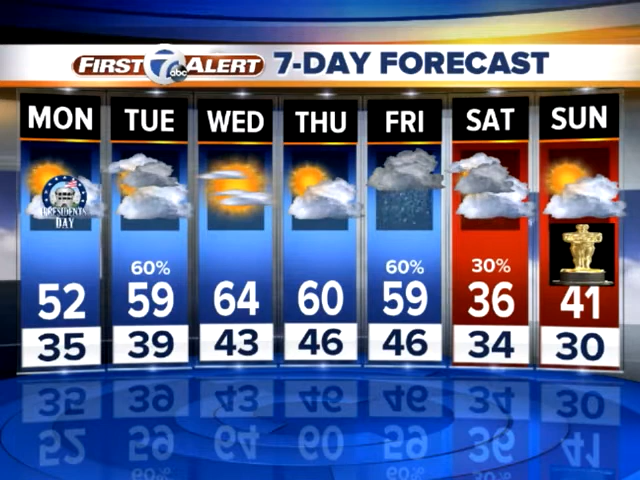 FIRST 7 abc ALERT 7-DAY FORECAST
MON TUE WED THU FRI SAT SUN
PRESIDENTS
DAY
60% 60% 30%
52 59 64 60 59 36 41
35 39 43 46 46 34 30